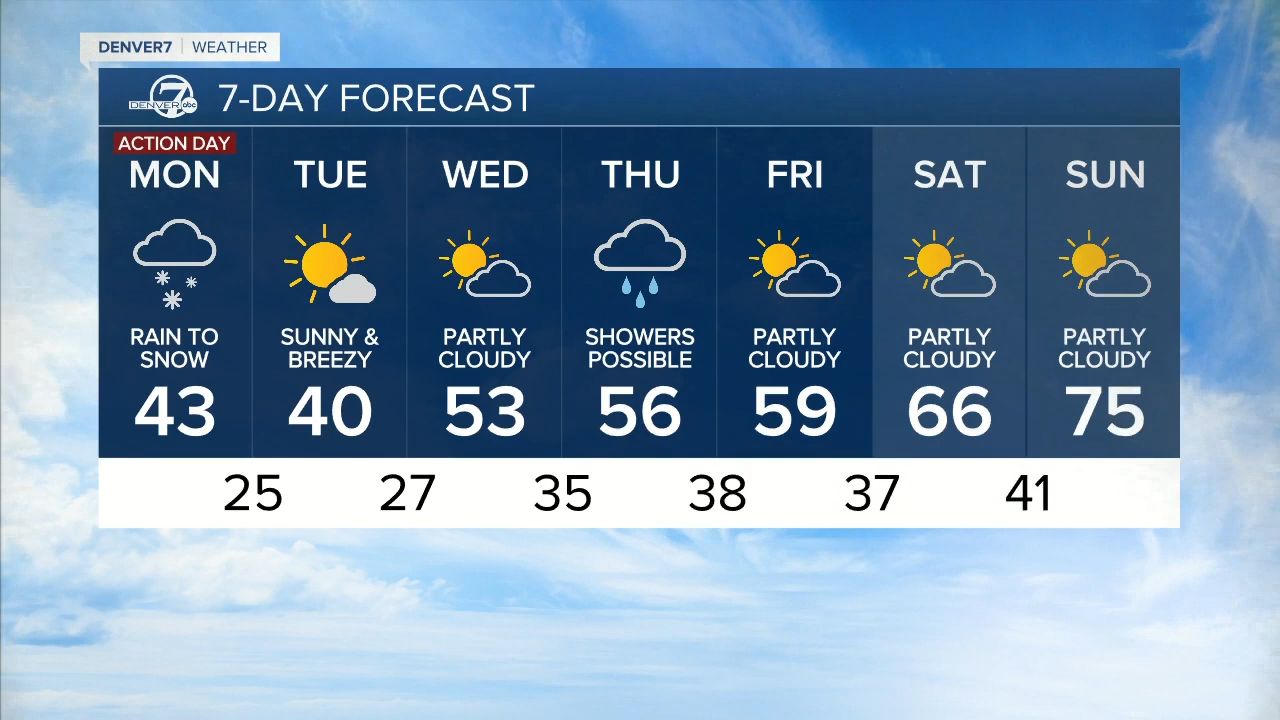 DENVER7 | WEATHER
DENVER 7 abc
7-DAY FORECAST
ACTION DAY
MON TUE WED THU FRI SAT SUN
RAIN TO SUNNY & PARTLY SHOWERS PARTLY PARTLY PARTLY
SNOW BREEZY CLOUDY POSSIBLE CLOUDY CLOUDY CLOUDY
43 40 53 56 59 66 75
25 27 35 38 37 41